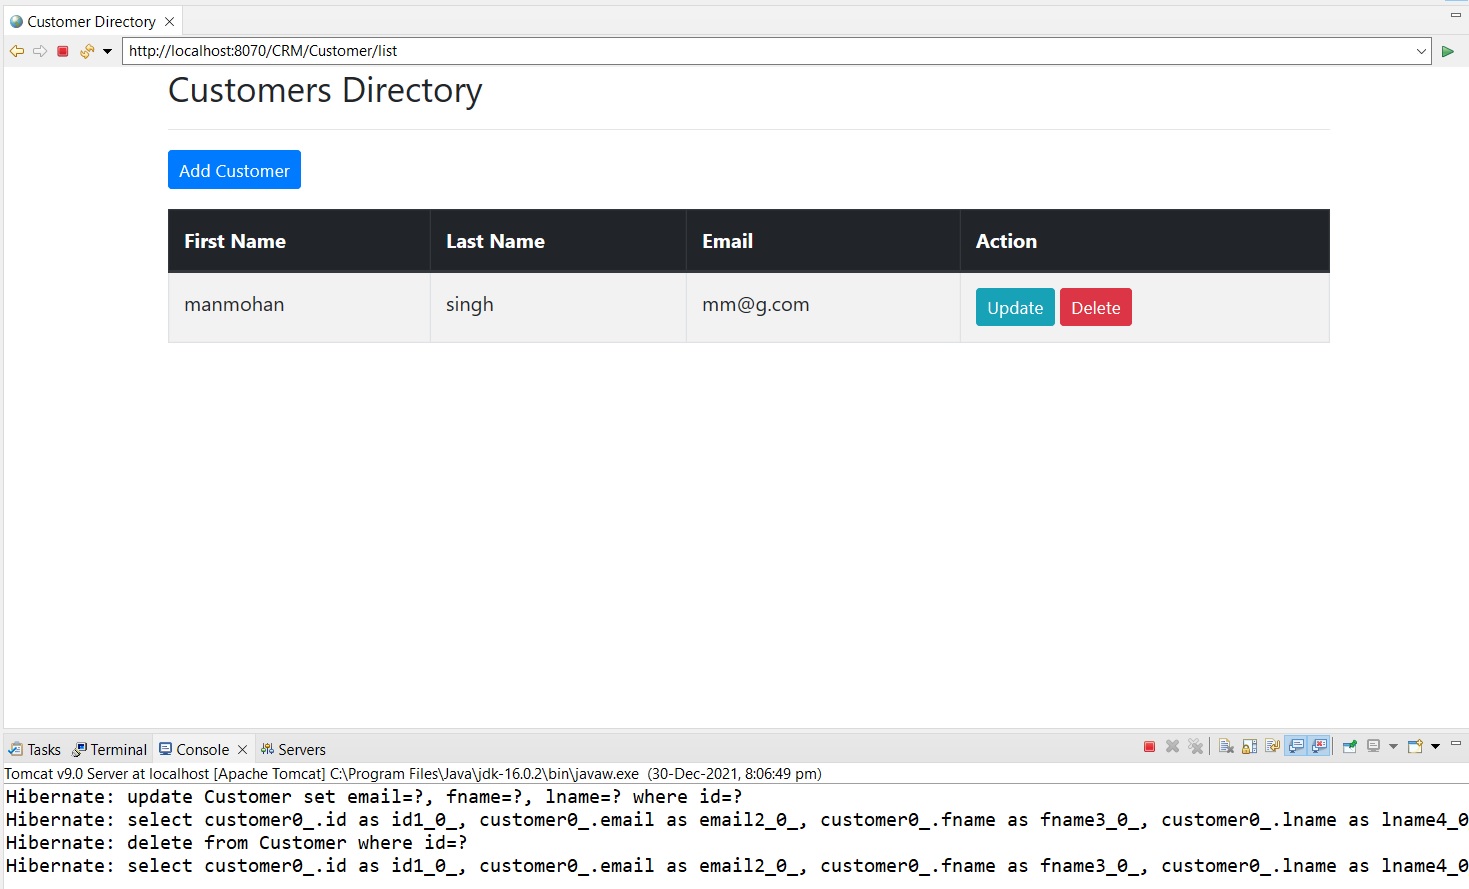 Customer Directory
http://localhost:8070/CRM/Customer/list
Customers Directory
Add Customer
First Name Last Name Email Action
manmohan singh mm@g.com Update Delete
Tasks Terminal Console Servers
Tomcat v9.0 Server at localhost [Apache Tomcat] C:\Program Files\Java\jdk-16.0.2\bin\javaw.exe (30-Dec-2021, 8:06:49 pm)
Hibernate: update Customer set email=?, fname=?, lname=? where id=?
Hibernate: select customer0_.id as id1_0_, customer0_.email as email2_0_, customer0_.fname as fname3_0_, customer0_.lname as lname4_0
Hibernate: delete from Customer where id=?
Hibernate: select customer0_.id as id1_0_, customer0_.email as email2_0_, customer0_.fname as fname3_0_, customer0_.lname as lname4_0